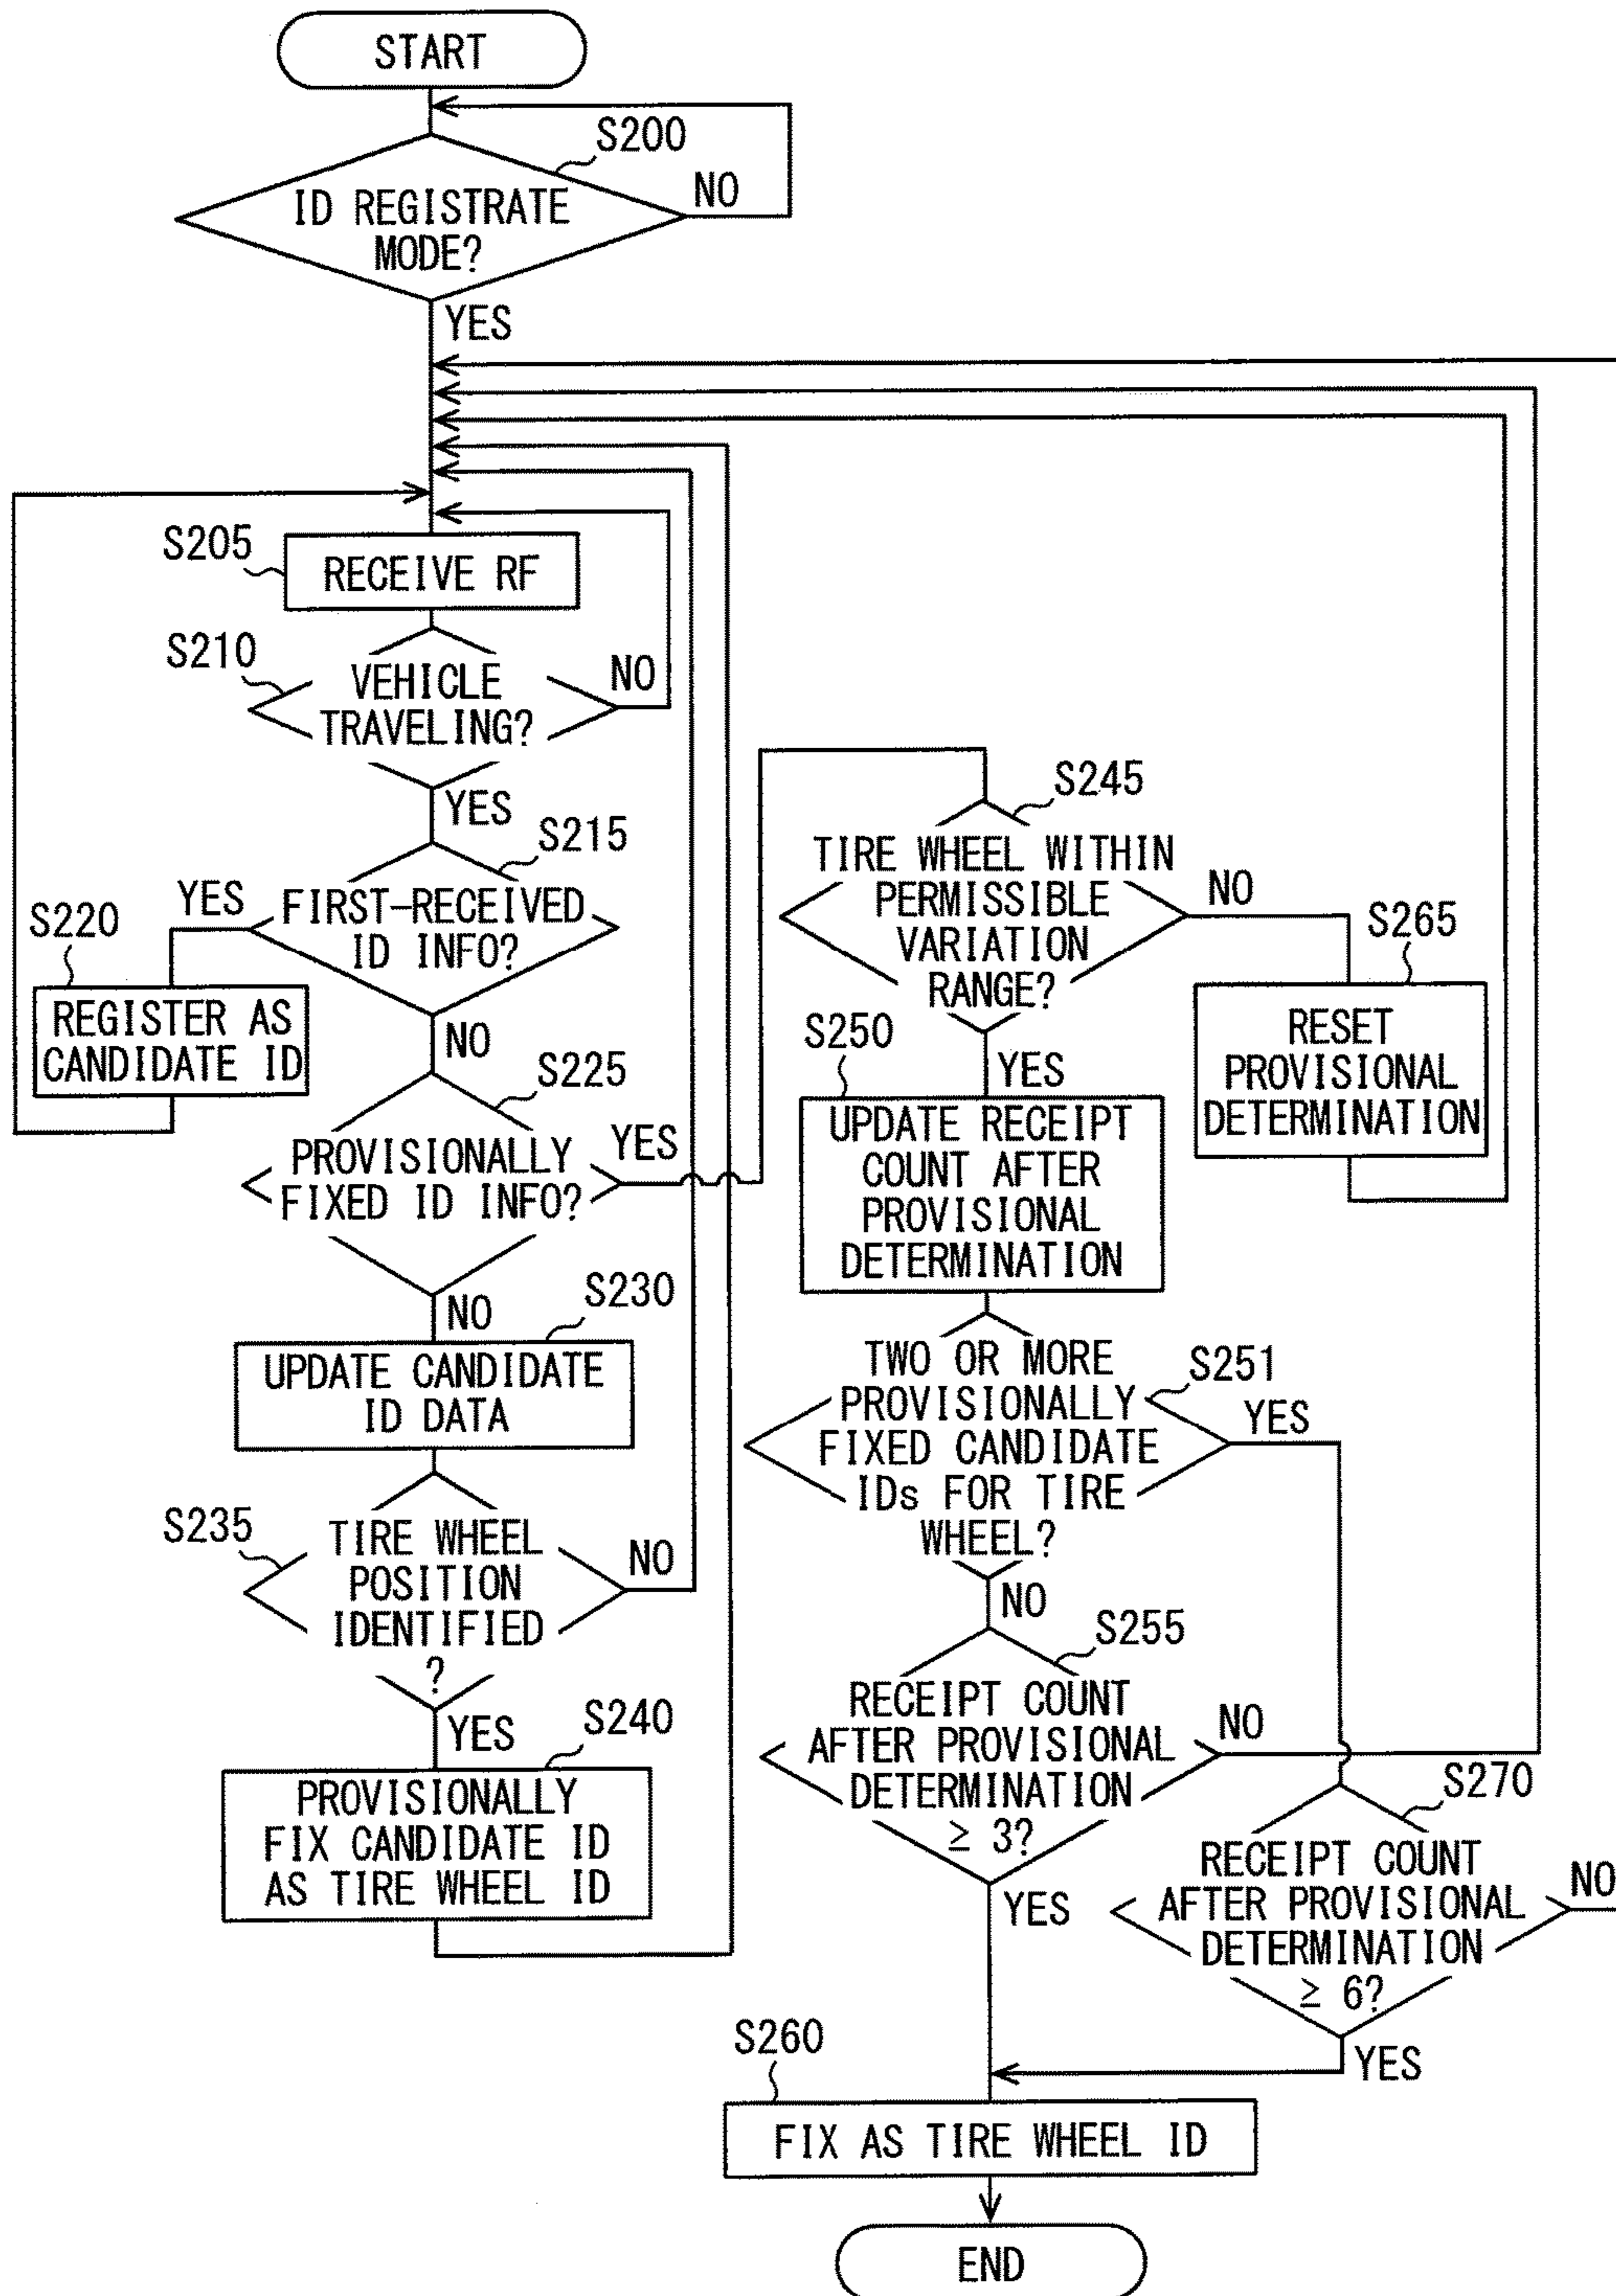 START
S200
ID REGISTRATE
MODE?
NO
YES
S205
RECEIVE RF
S210
VEHICLE
TRAVELING?
NO
YES
S215
FIRST-RECEIVED
ID INFO?
YES
S220
REGISTER AS
CANDIDATE ID
NO
S225
PROVISIONALLY
FIXED ID INFO?
YES
NO
S230
UPDATE CANDIDATE
ID DATA
S235
TIRE WHEEL
POSITION
IDENTIFIED
?
NO
YES
S240
PROVISIONALLY
FIX CANDIDATE ID
AS TIRE WHEEL ID
S245
TIRE WHEEL WITHIN
PERMISSIBLE
VARIATION
RANGE?
NO
S265
RESET
PROVISIONAL
DETERMINATION
YES
S250
UPDATE RECEIPT
COUNT AFTER
PROVISIONAL
DETERMINATION
S251
TWO OR MORE
PROVISIONALLY
FIXED CANDIDATE
IDs FOR TIRE
WHEEL?
YES
NO
S255
RECEIPT COUNT
AFTER PROVISIONAL
DETERMINATION
≥ 3?
NO
YES
S270
RECEIPT COUNT
AFTER PROVISIONAL
DETERMINATION
≥ 6?
NO
YES
S260
FIX AS TIRE WHEEL ID
END